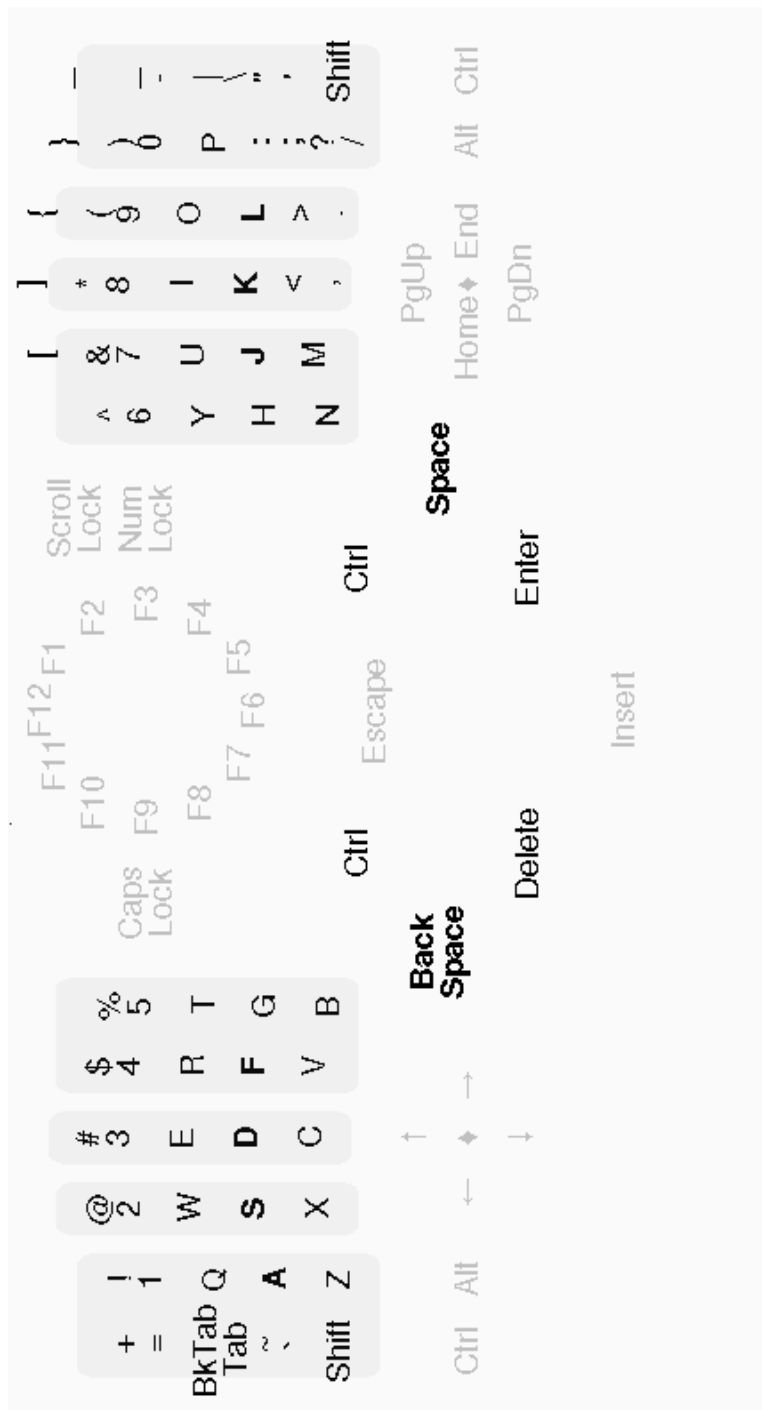 F11 F12 F1
[ ] { } _
Scroll
Lock
F10 F2
+ ! @ # $ % ^ & * ( ) _
= 1 2 3 4 5 6 7 8 9 0 -
Caps
Lock
F9 F3
Num
Lock
BkTab
Tab
Q W E R T Y U I O P | \
F8 F4
F7 F6 F5
~ `
A S D F G H J K L : ; " '
Shift Z X C V B N M < , > . ? / Shift
Ctrl Escape Ctrl
↑ PgUp
Back
Space
Space
Ctrl Alt ← ◆ → Home ◆ End Alt Ctrl
↓ PgDn
Delete Enter
Insert